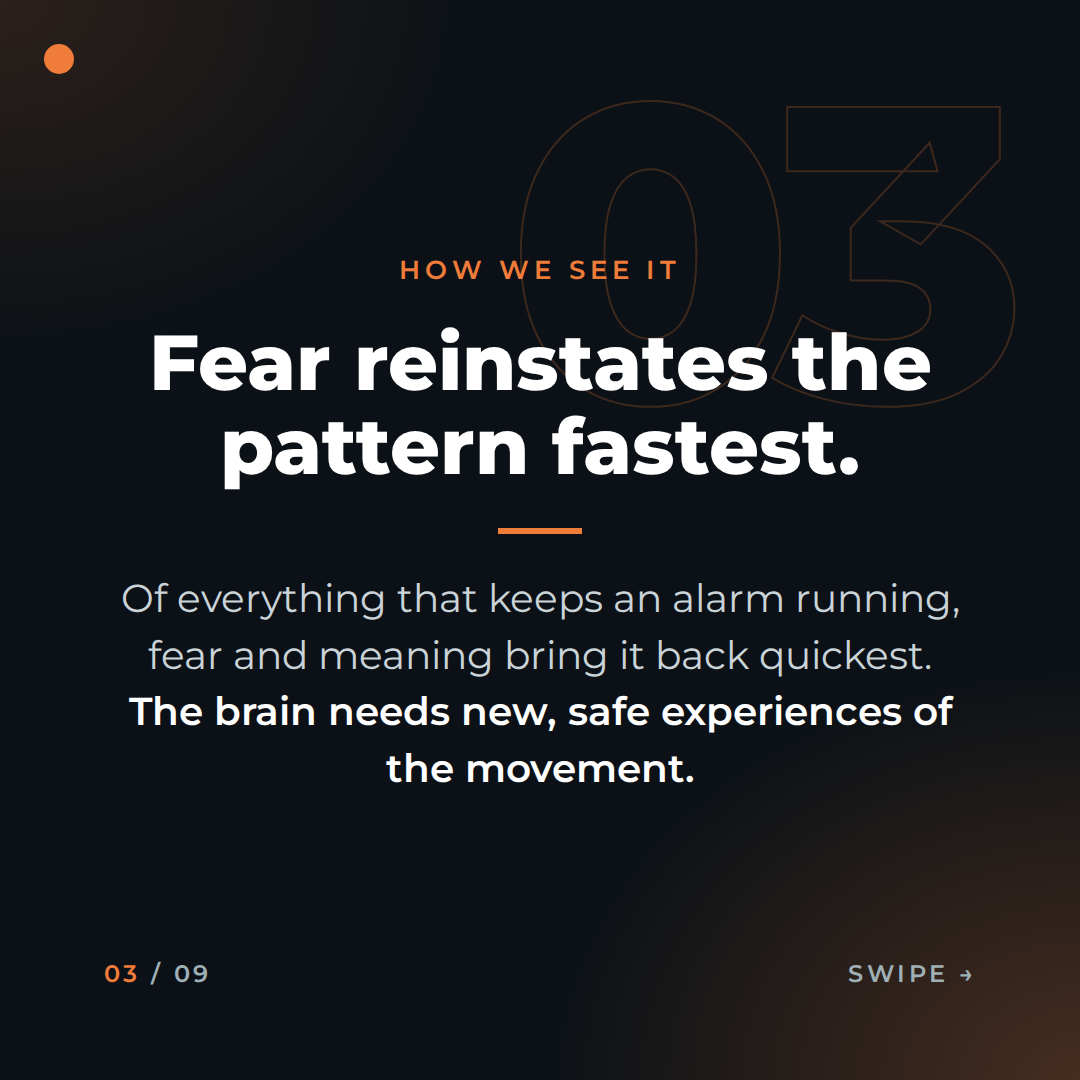 03
HOW WE SEE IT
Fear reinstates the
pattern fastest.
Of everything that keeps an alarm running,
fear and meaning bring it back quickest.
The brain needs new, safe experiences of
the movement.
03 / 09
SWIPE →